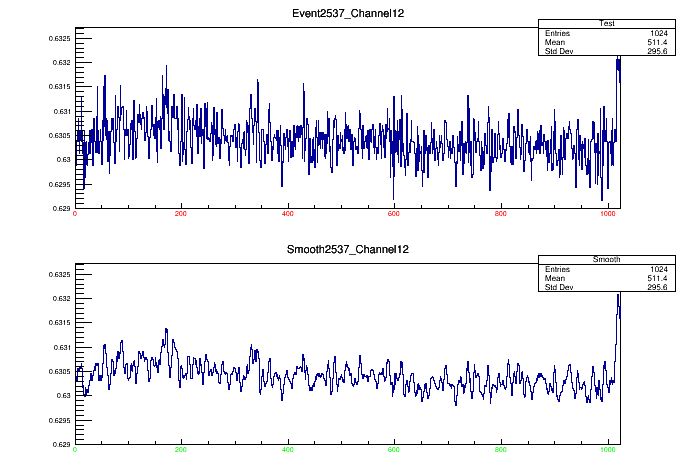 Event2537_Channel12
Test
Entries 1024
Mean 511.4
Std Dev 295.6
0.6325
0.632
0.6315
0.631
0.6305
0.63
0.6295
0.629
0 200 400 600 800 1000
Smooth2537_Channel12
Smooth
Entries 1024
Mean 511.4
Std Dev 295.6
0.6325
0.632
0.6315
0.631
0.6305
0.63
0.6295
0.629
0 200 400 600 800 1000